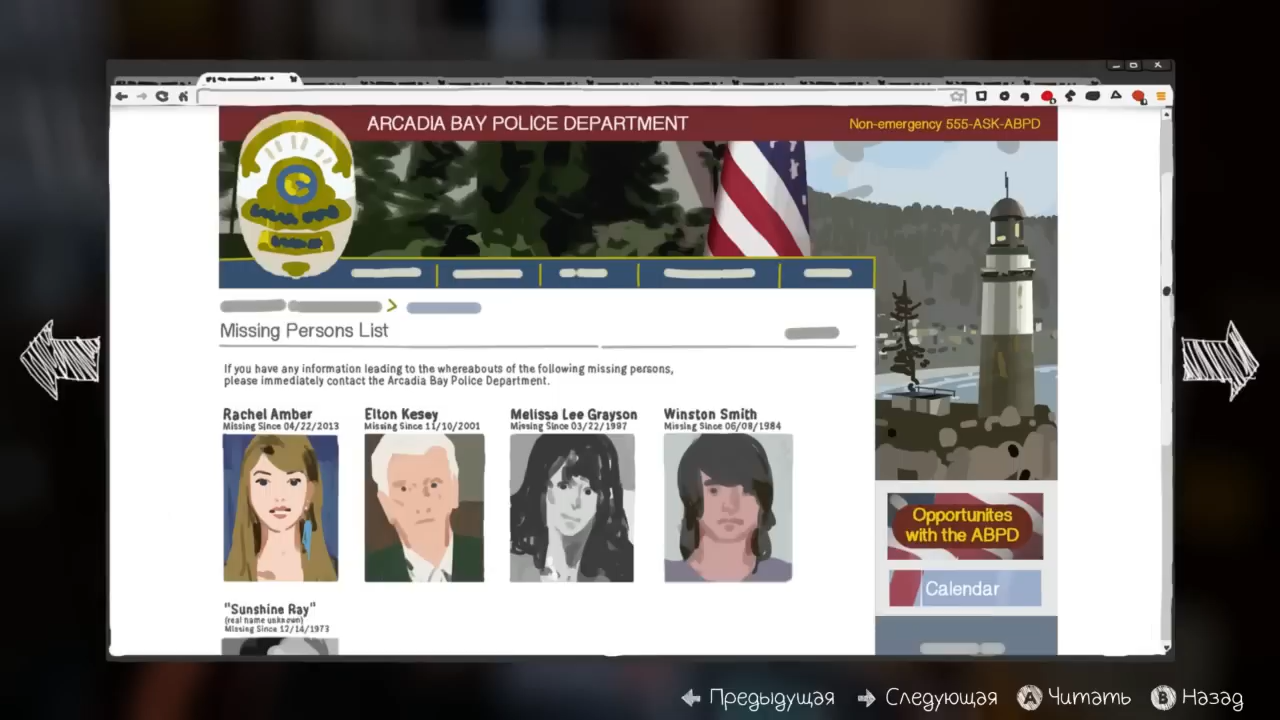 ARCADIA BAY POLICE DEPARTMENT
Non-emergency 555-ASK-ABPD
Missing Persons List
If you have any information leading to the whereabouts of the following missing persons,
please immediately contact the Arcadia Bay Police Department.
Rachel Amber
Missing Since 04/22/2013
Elton Kesey
Missing Since 11/10/2001
Melissa Lee Grayson
Missing Since 03/22/1997
Winston Smith
Missing Since 06/08/1984
"Sunshine Ray"
(real name unknown)
Missing Since 12/14/1973
Opportunites
with the ABPD
Calendar
Предыдущая
Следующая
A Читать
B Назад